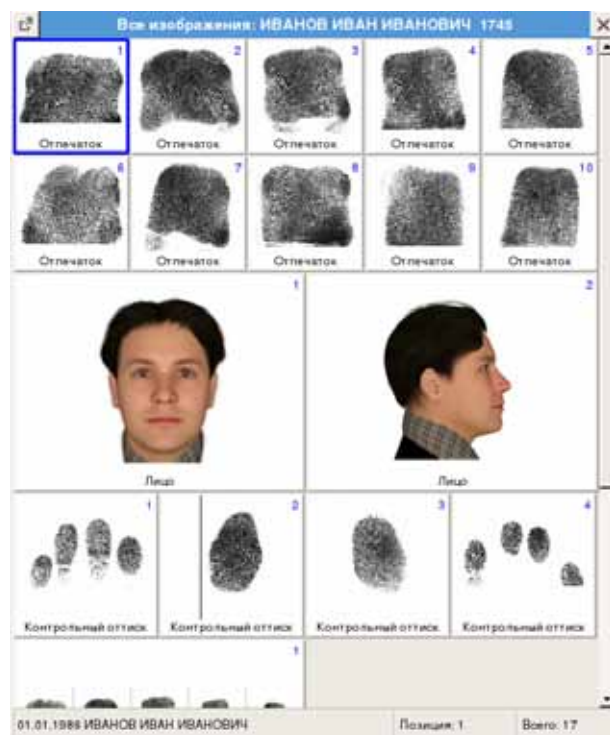 Все изображения: ИВАНОВ ИВАН ИВАНОВИЧ 1745
1 2 3 4 5
Отпечаток Отпечаток Отпечаток Отпечаток Отпечаток
6 7 8 9 10
Отпечаток Отпечаток Отпечаток Отпечаток Отпечаток
1 2
Лицо Лицо
1 2 3 4
Контрольный оттиск Контрольный оттиск Контрольный оттиск Контрольный оттиск
1
01.01.1986 ИВАНОВ ИВАН ИВАНОВИЧ Позиция: 1 Всего: 17